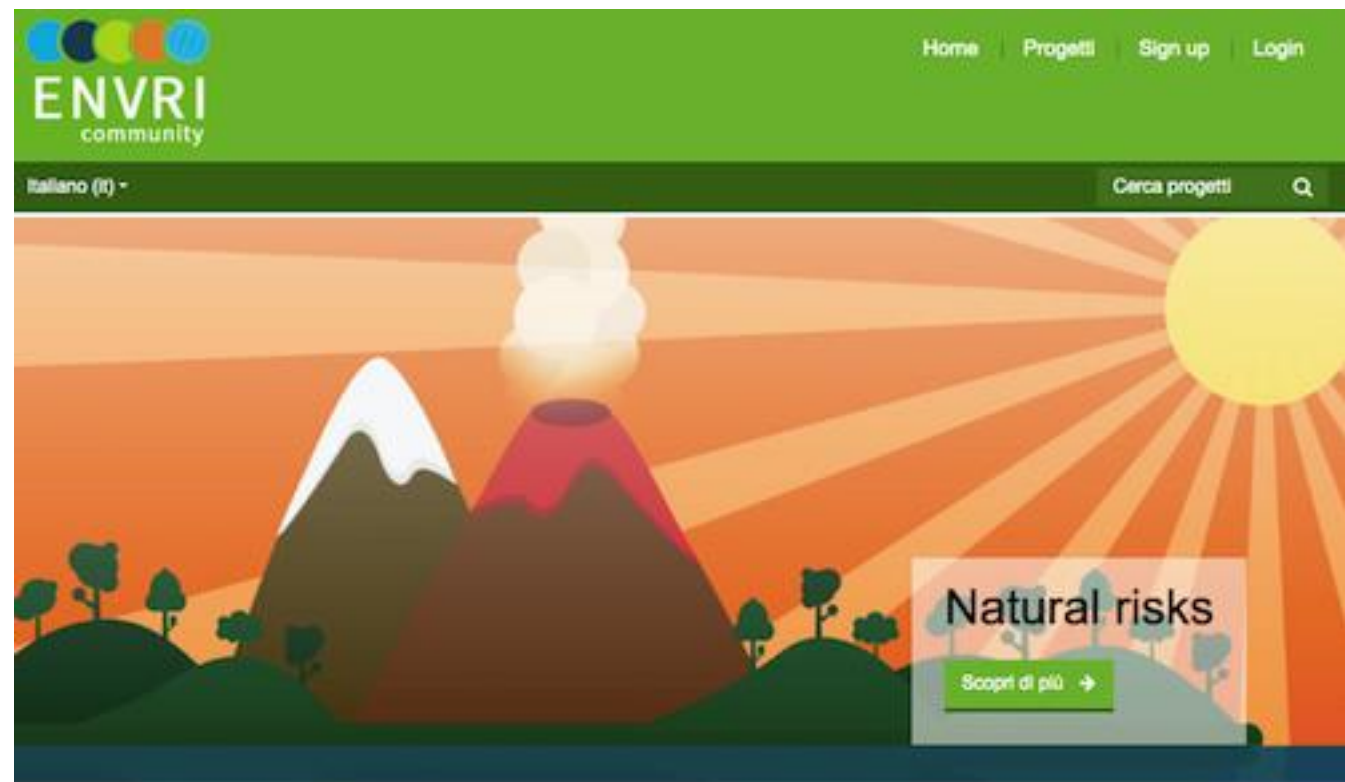 ENVRI
community
Home Progetti Sign up Login
Italiano (it)
Cerca progetti
Natural risks
Scopri di più →